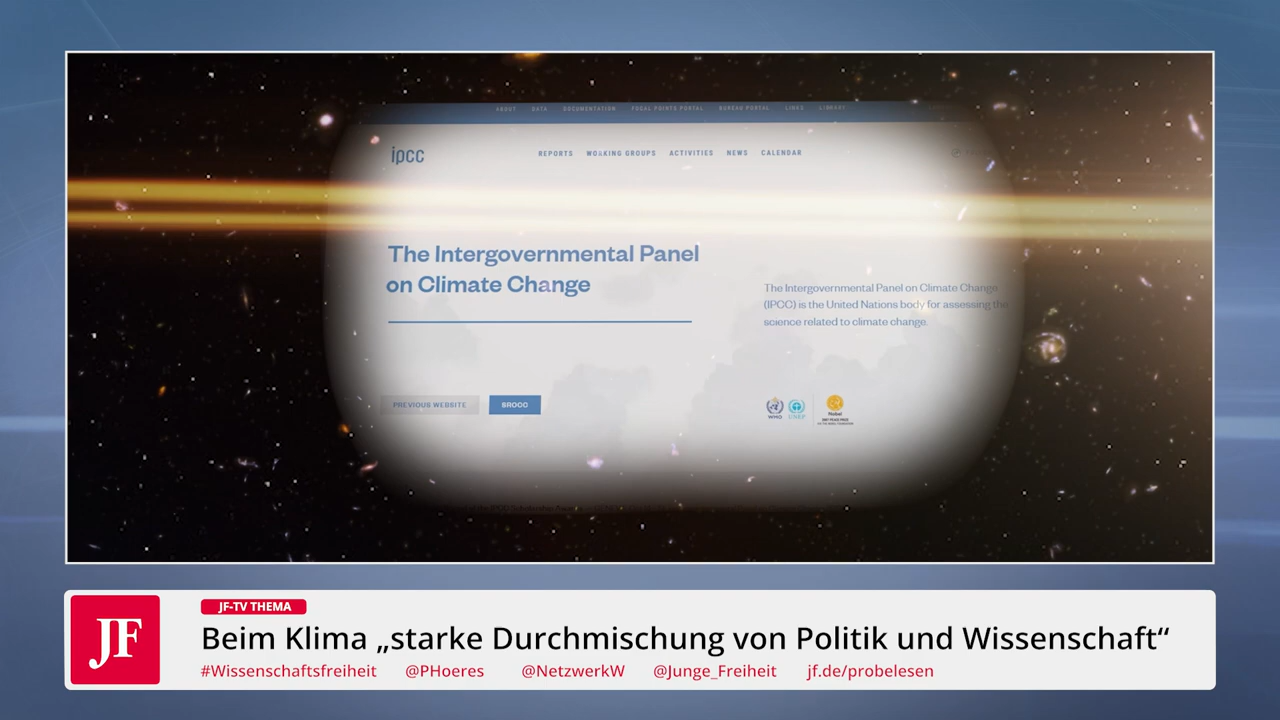 ABOUT DATA DOCUMENTATION FOCAL POINTS PORTAL BUREAU PORTAL LINKS LIBRARY
ipcc
REPORTS WORKING GROUPS ACTIVITIES NEWS CALENDAR
The Intergovernmental Panel
on Climate Change
The Intergovernmental Panel on Climate Change
(IPCC) is the United Nations body for assessing the
science related to climate change.
PREVIOUS WEBSITE SROCC
WMO UNEP Nobel
JF
JF-TV THEMA
Beim Klima „starke Durchmischung von Politik und Wissenschaft“
#Wissenschaftsfreiheit @PHoeres @NetzwerkW @Junge_Freiheit jf.de/probelesen